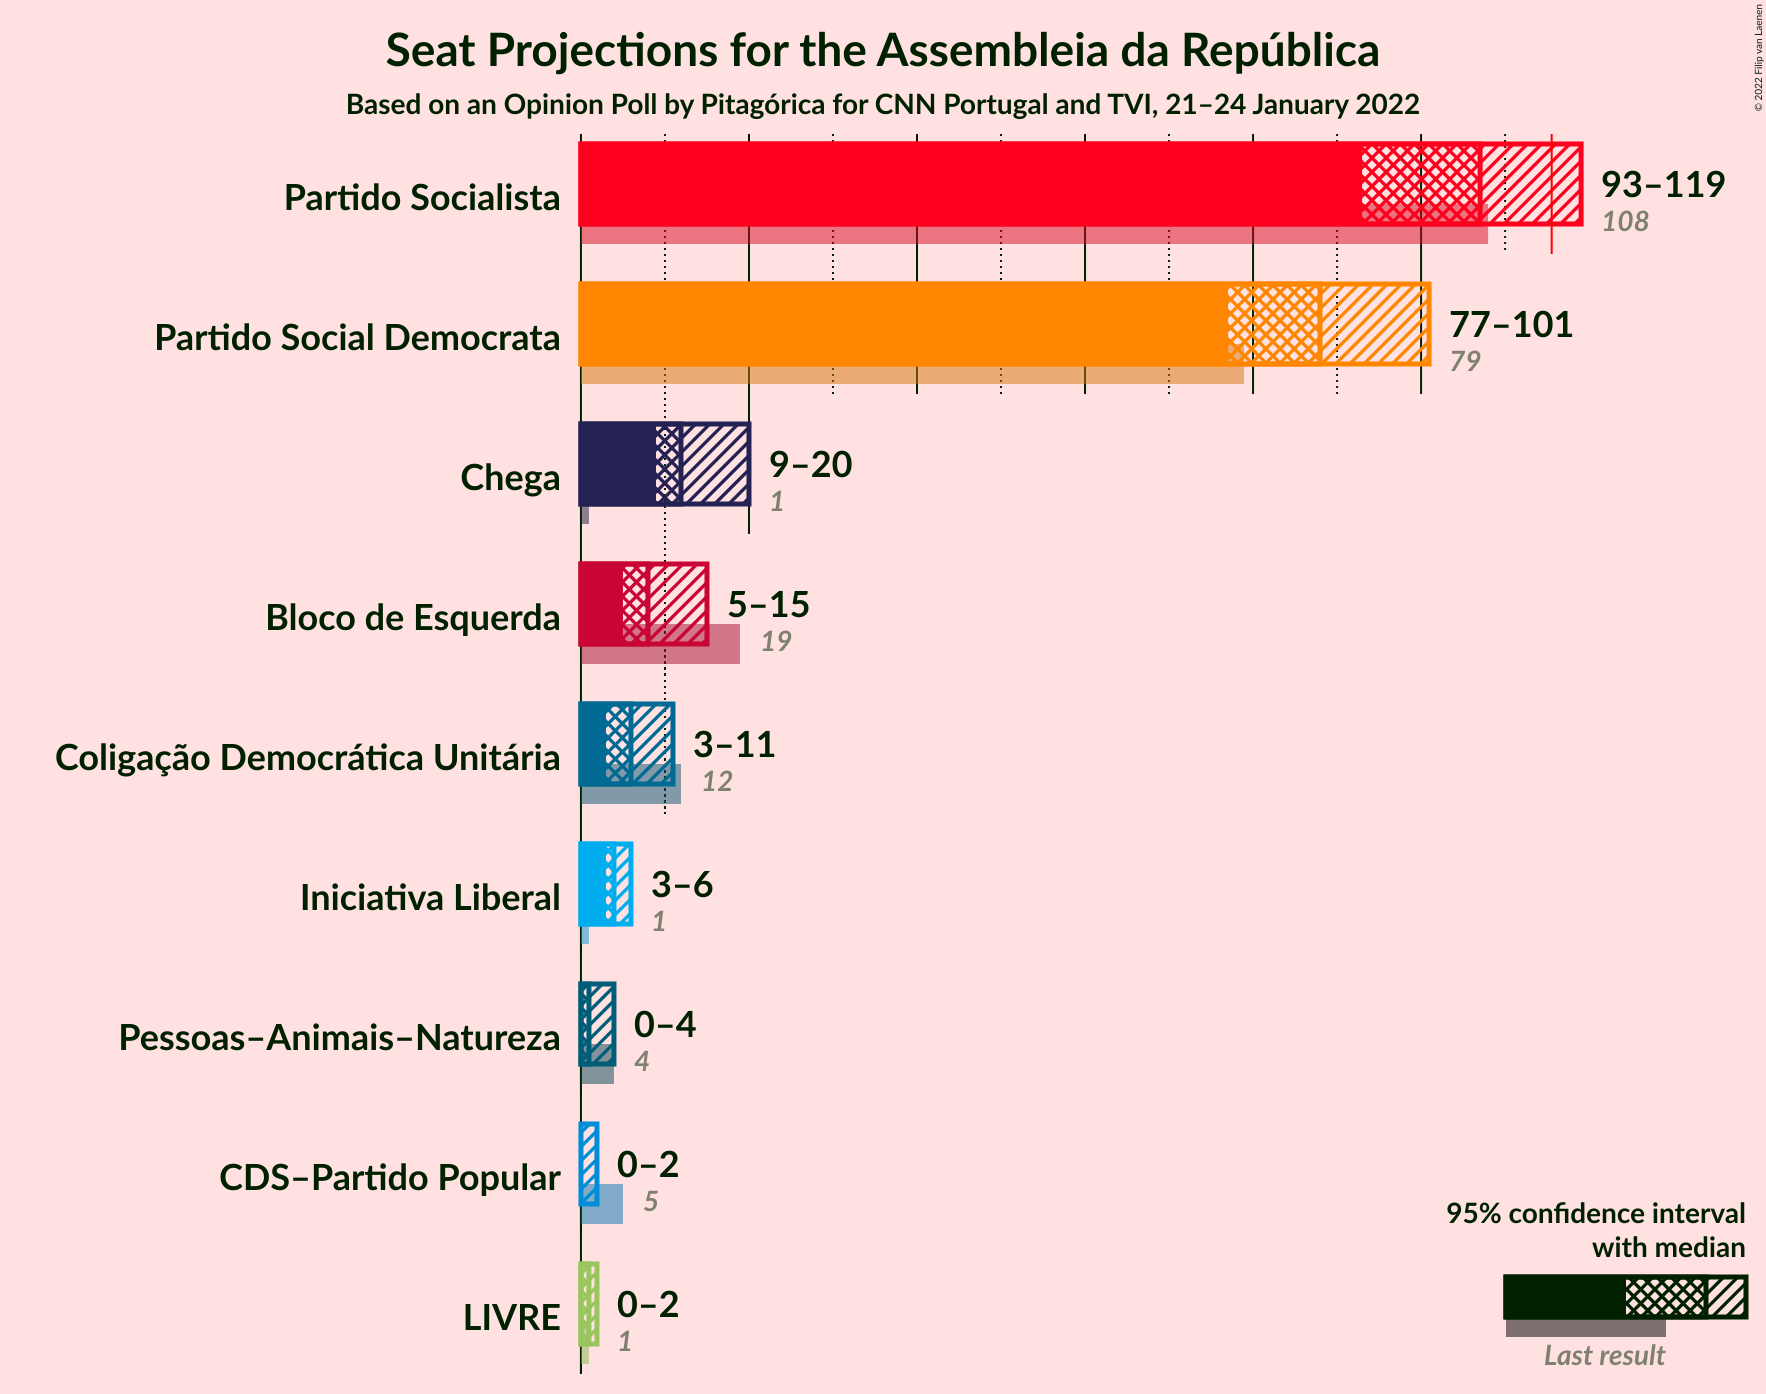 Seat Projections for the Assembleia da República
Based on an Opinion Poll by Pitagórica for CNN Portugal and TVI, 21–24 January 2022
© 2022 Filip van Laenen
Partido Socialista
93–119
108
Partido Social Democrata
77–101
79
Chega
9–20
1
Bloco de Esquerda
5–15
19
Coligação Democrática Unitária
3–11
12
Iniciativa Liberal
3–6
1
Pessoas–Animais–Natureza
0–4
4
CDS–Partido Popular
0–2
5
LIVRE
0–2
1
95% confidence interval
with median
Last result